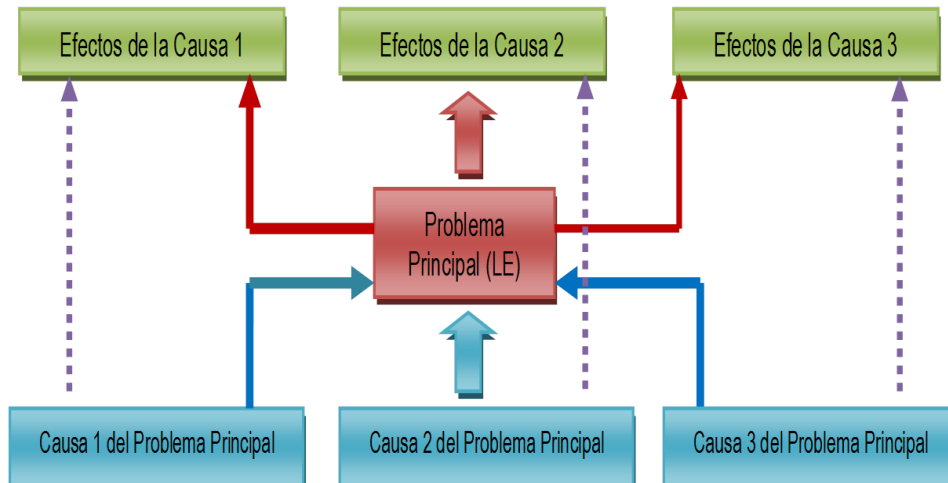 Efectos de la Causa 1
Efectos de la Causa 2
Efectos de la Causa 3
Problema
Principal (LE)
Causa 1 del Problema Principal
Causa 2 del Problema Principal
Causa 3 del Problema Principal